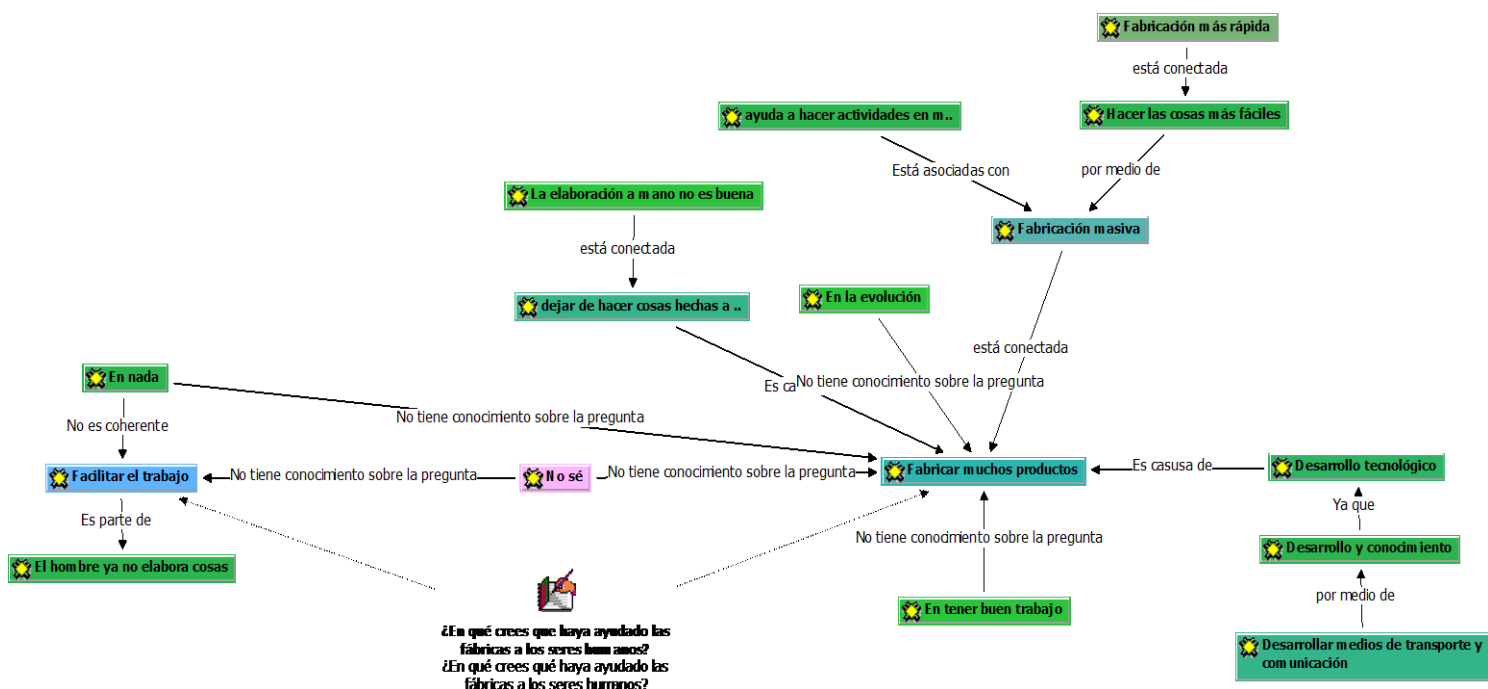 Fabricación más rápida
está conectada
ayuda a hacer actividades en m..
Hacer las cosas más fáciles
Está asociadas con
por medio de
La elaboración a mano no es buena
Fabricación masiva
está conectada
dejar de hacer cosas hechas a ..
En la evolución
está conectada
En nada
Es ca
No tiene conocimiento sobre la pregunta
No tiene conocimiento sobre la pregunta
No es coherente
Facilitar el trabajo
No tiene conocimiento sobre la pregunta
No sé
No tiene conocimiento sobre la pregunta
Fabricar muchos productos
Es casusa de
Desarrollo tecnológico
Ya que
Es parte de
No tiene conocimiento sobre la pregunta
Desarrollo y conocimiento
El hombre ya no elabora cosas
por medio de
En tener buen trabajo
¿En qué crees que haya ayudado las
fábricas a los seres humanos?
¿En qué crees qué haya ayudado las
fábricas a los seres humanos?
Desarrollar medios de transporte y
comunicación